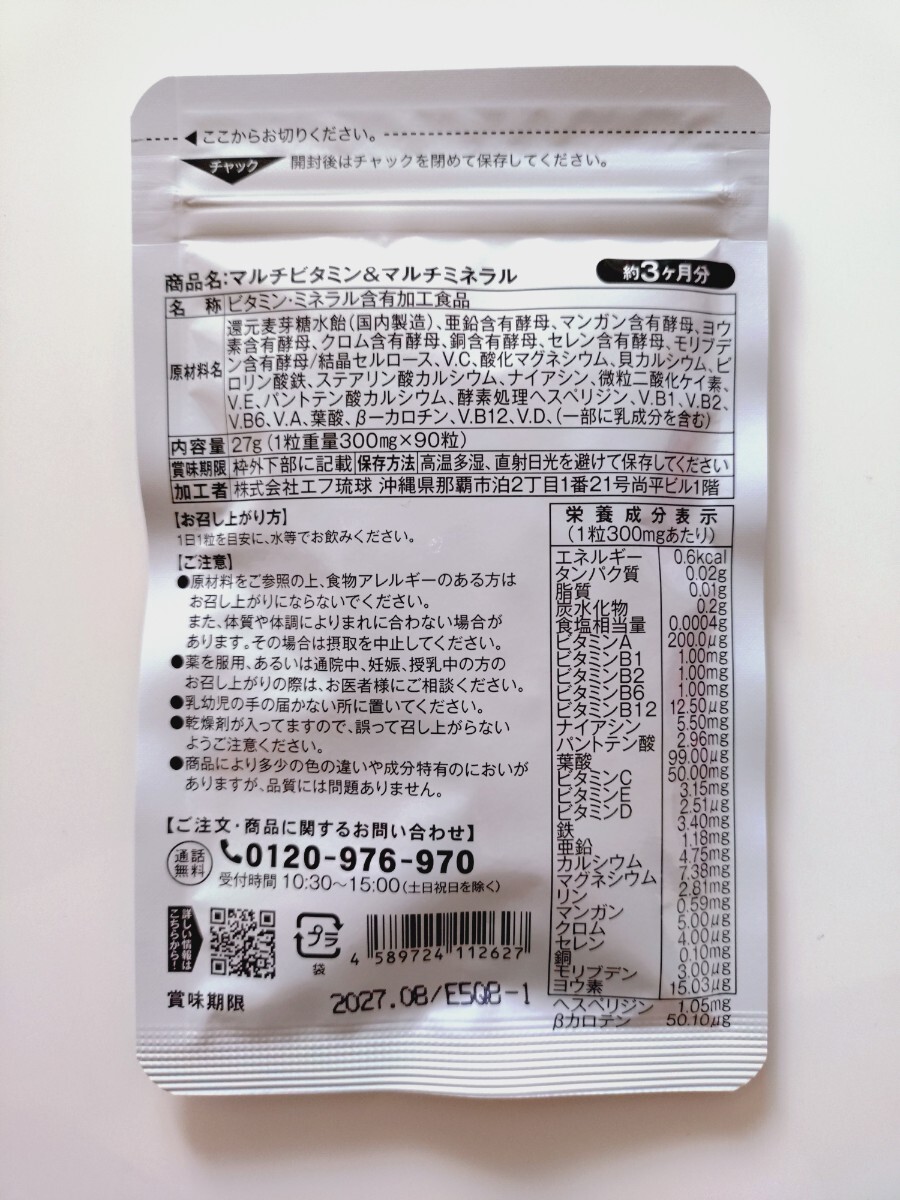 ◀ここからお切りください。
チャック
開封後はチャックを閉めて保存してください。
商品名:マルチビタミン&マルチミネラル
約3ヶ月分
名 称 ビタミン・ミネラル含有加工食品
原材料名
還元麦芽糖水飴(国内製造)、亜鉛含有酵母、マンガン含有酵母、ヨウ
素含有酵母、クロム含有酵母、銅含有酵母、セレン含有酵母、モリブデ
ン含有酵母/結晶セルロース、V.C、酸化マグネシウム、貝カルシウム、ピ
ロリン酸鉄、ステアリン酸カルシウム、ナイアシン、微粒二酸化ケイ素、
V.E、パントテン酸カルシウム、酵素処理ヘスペリジン、V.B1、V.B2、
V.B6、V.A、葉酸、β-カロチン、V.B12、V.D、(一部に乳成分を含む)
内容量 27g(1粒重量300mg×90粒)
賞味期限 枠外下部に記載 保存方法 高温多湿、直射日光を避けて保存してください
加工者 株式会社エフ琉球 沖縄県那覇市泊2丁目1番21号尚平ビル1階
【お召し上がり方】
1日1粒を目安に、水等でお飲みください。
【ご注意】
●原材料をご参照の上、食物アレルギーのある方は
お召し上がりにならないでください。
また、体質や体調によりまれに合わない場合が
あります。その場合は摂取を中止してください。
●薬を服用、あるいは通院中、妊娠、授乳中の方の
お召し上がりの際は、お医者様にご相談ください。
●乳幼児の手の届かない所に置いてください。
●乾燥剤が入ってますので、誤って召し上がらない
ようご注意ください。
●商品により多少の色の違いや成分特有のにおいが
ありますが、品質には問題ありません。
【ご注文・商品に関するお問い合わせ】
通話
無料
0120-976-970
受付時間 10:30〜15:00(土日祝日を除く)
詳しい情報は
こちらから!
プラ
袋
4 589724 112627
賞味期限
2027.08/E5Q8-1
栄養成分表示
(1粒300mgあたり)
エネルギー 0.6kcal
タンパク質 0.02g
脂質 0.01g
炭水化物 0.2g
食塩相当量 0.0004g
ビタミンA 200.0μg
ビタミンB1 1.00mg
ビタミンB2 1.00mg
ビタミンB6 1.00mg
ビタミンB12 12.50μg
ナイアシン 5.50mg
パントテン酸 2.96mg
葉酸 99.00μg
ビタミンC 50.00mg
ビタミンE 3.15mg
ビタミンD 2.51μg
鉄 3.40mg
亜鉛 1.18mg
カルシウム 4.75mg
マグネシウム 7.38mg
リン 2.81mg
マンガン 0.59mg
クロム 5.00μg
セレン 4.00μg
銅 0.10mg
モリブデン 3.00μg
ヨウ素 15.03μg
ヘスペリジン 1.05mg
βカロテン 50.10μg